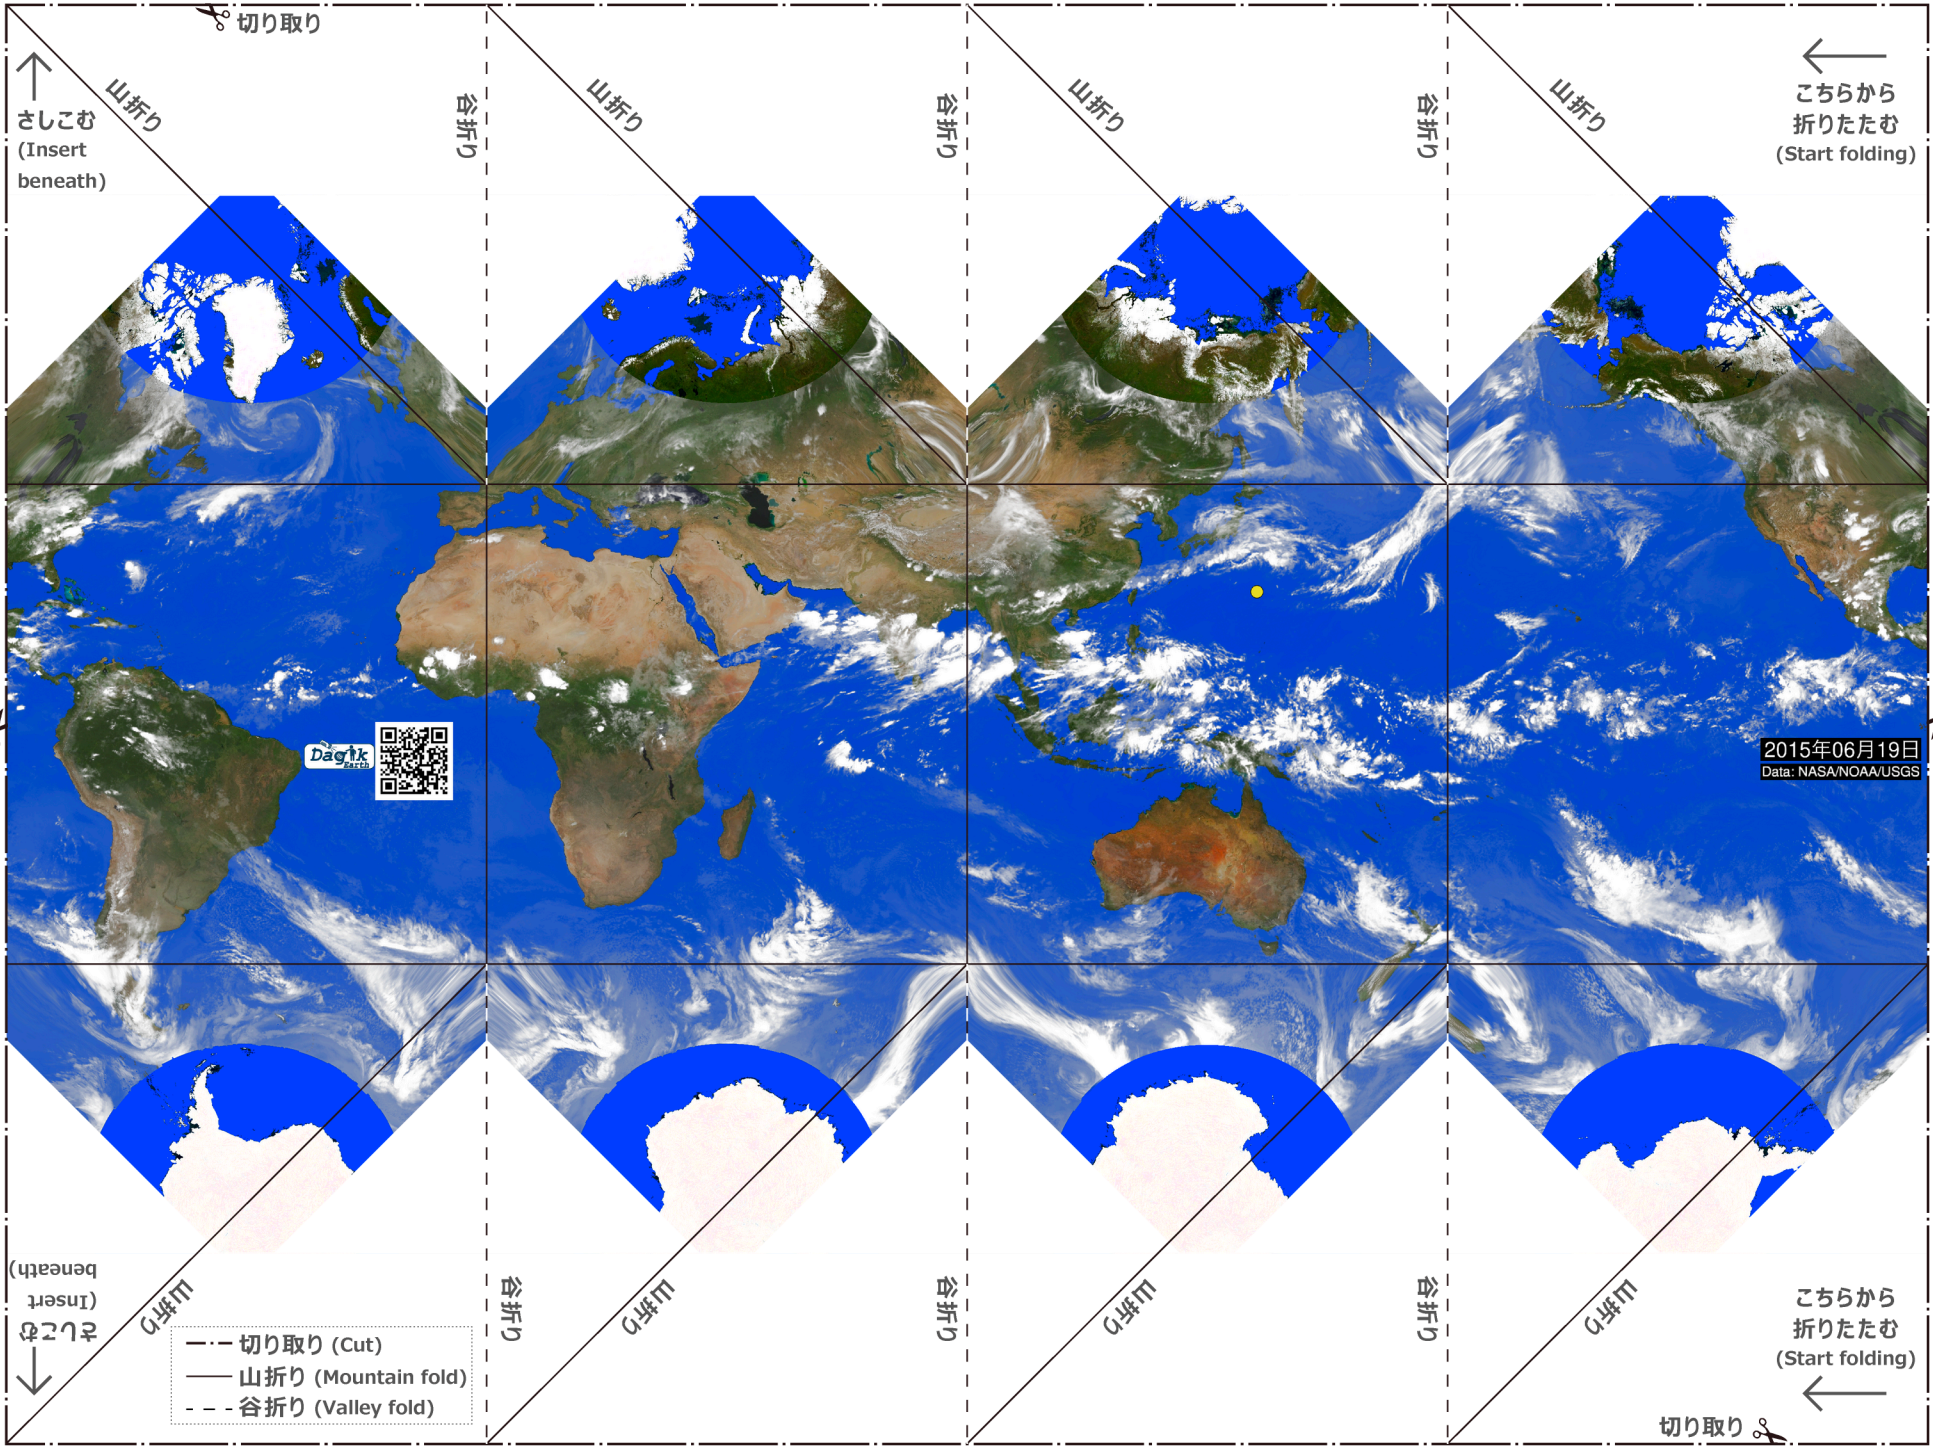 切り取り
さしこむ
(Insert
beneath)
山折り
谷折り
山折り
谷折り
山折り
谷折り
山折り
こちらから
折りたたむ
(Start folding)
Dagik
Earth
2015年06月19日
Data: NASA/NOAA/USGS
さしこむ
(Insert
beneath)
山折り
谷折り
山折り
谷折り
山折り
谷折り
山折り
こちらから
折りたたむ
(Start folding)
切り取り (Cut)
山折り (Mountain fold)
谷折り (Valley fold)
切り取り